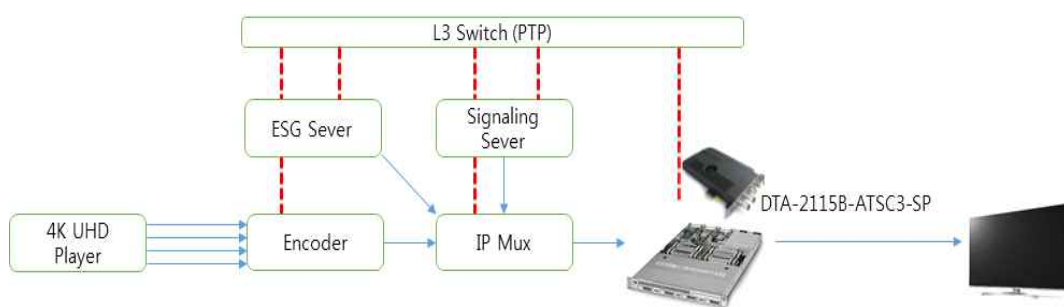 L3 Switch (PTP)
ESG Sever
Signaling
Sever
DTA-2115B-ATSC3-SP
4K UHD
Player
Encoder
IP Mux